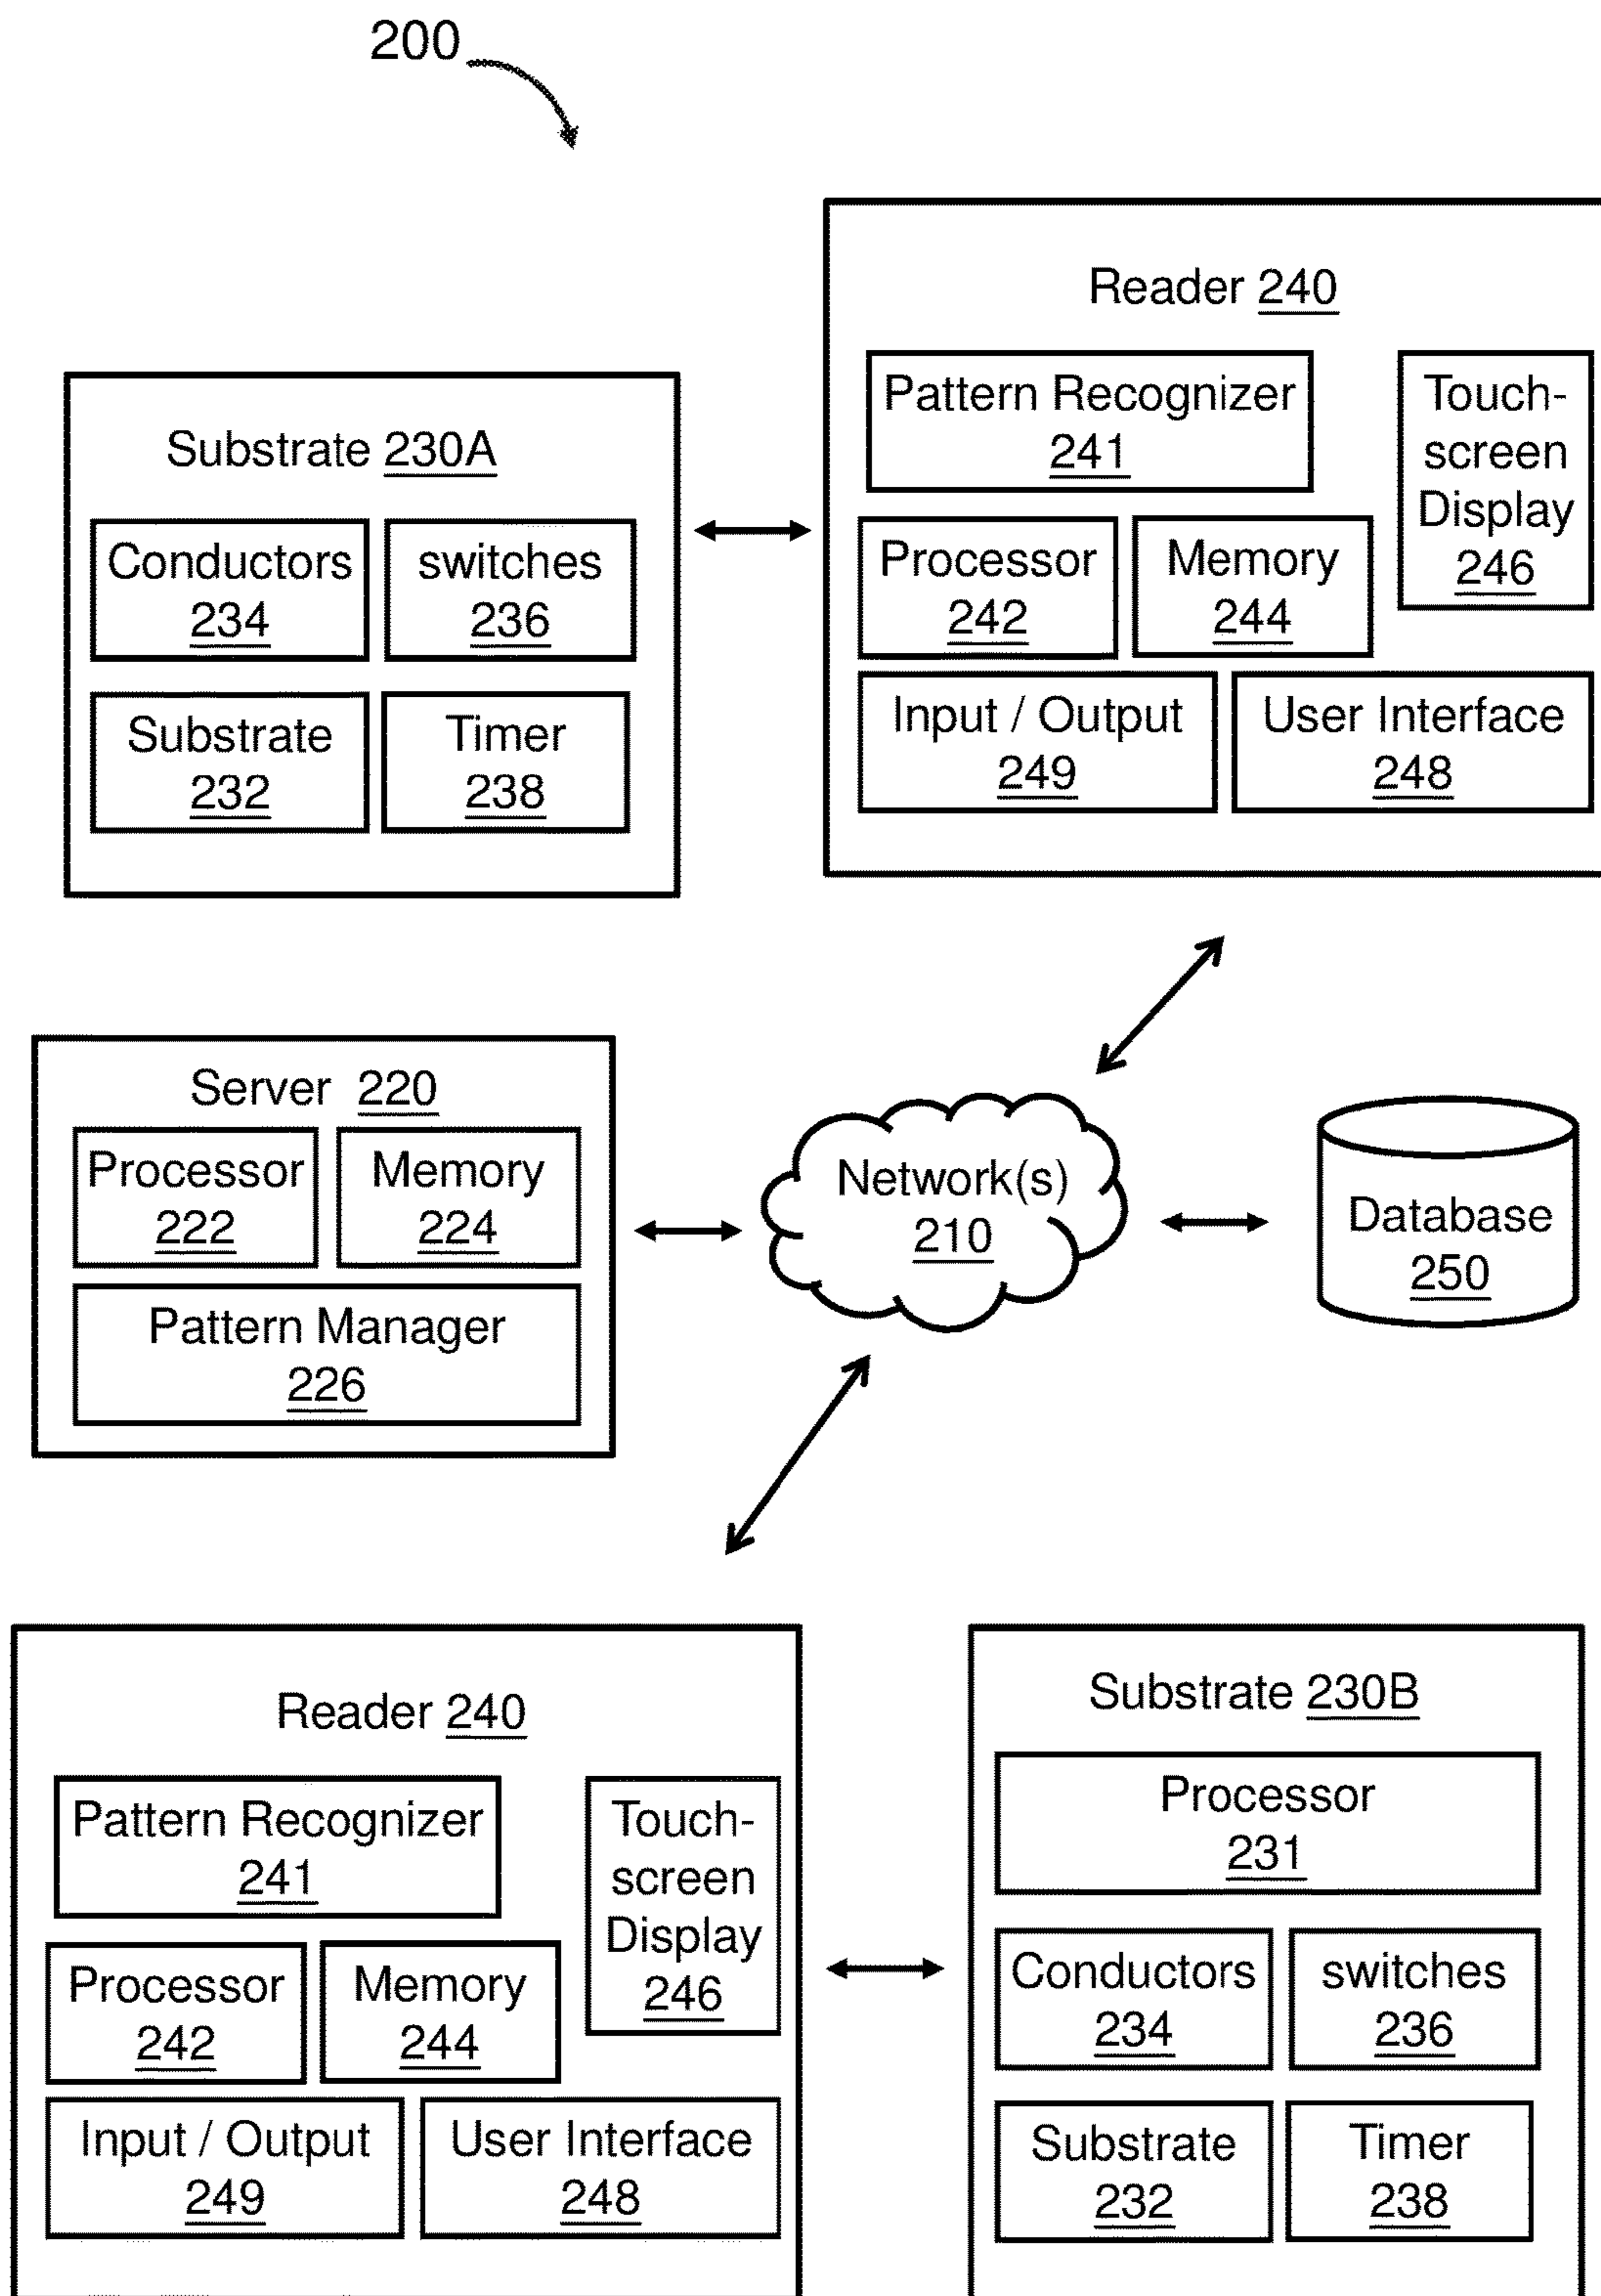 200
Reader 240
Pattern Recognizer
241
Touch-
screen
Display
246
Processor
242
Memory
244
Input / Output
249
User Interface
248
Substrate 230A
Conductors
234
switches
236
Substrate
232
Timer
238
Server 220
Processor
222
Memory
224
Pattern Manager
226
Network(s)
210
Database
250
Reader 240
Pattern Recognizer
241
Touch-
screen
Display
246
Processor
242
Memory
244
Input / Output
249
User Interface
248
Substrate 230B
Processor
231
Conductors
234
switches
236
Substrate
232
Timer
238